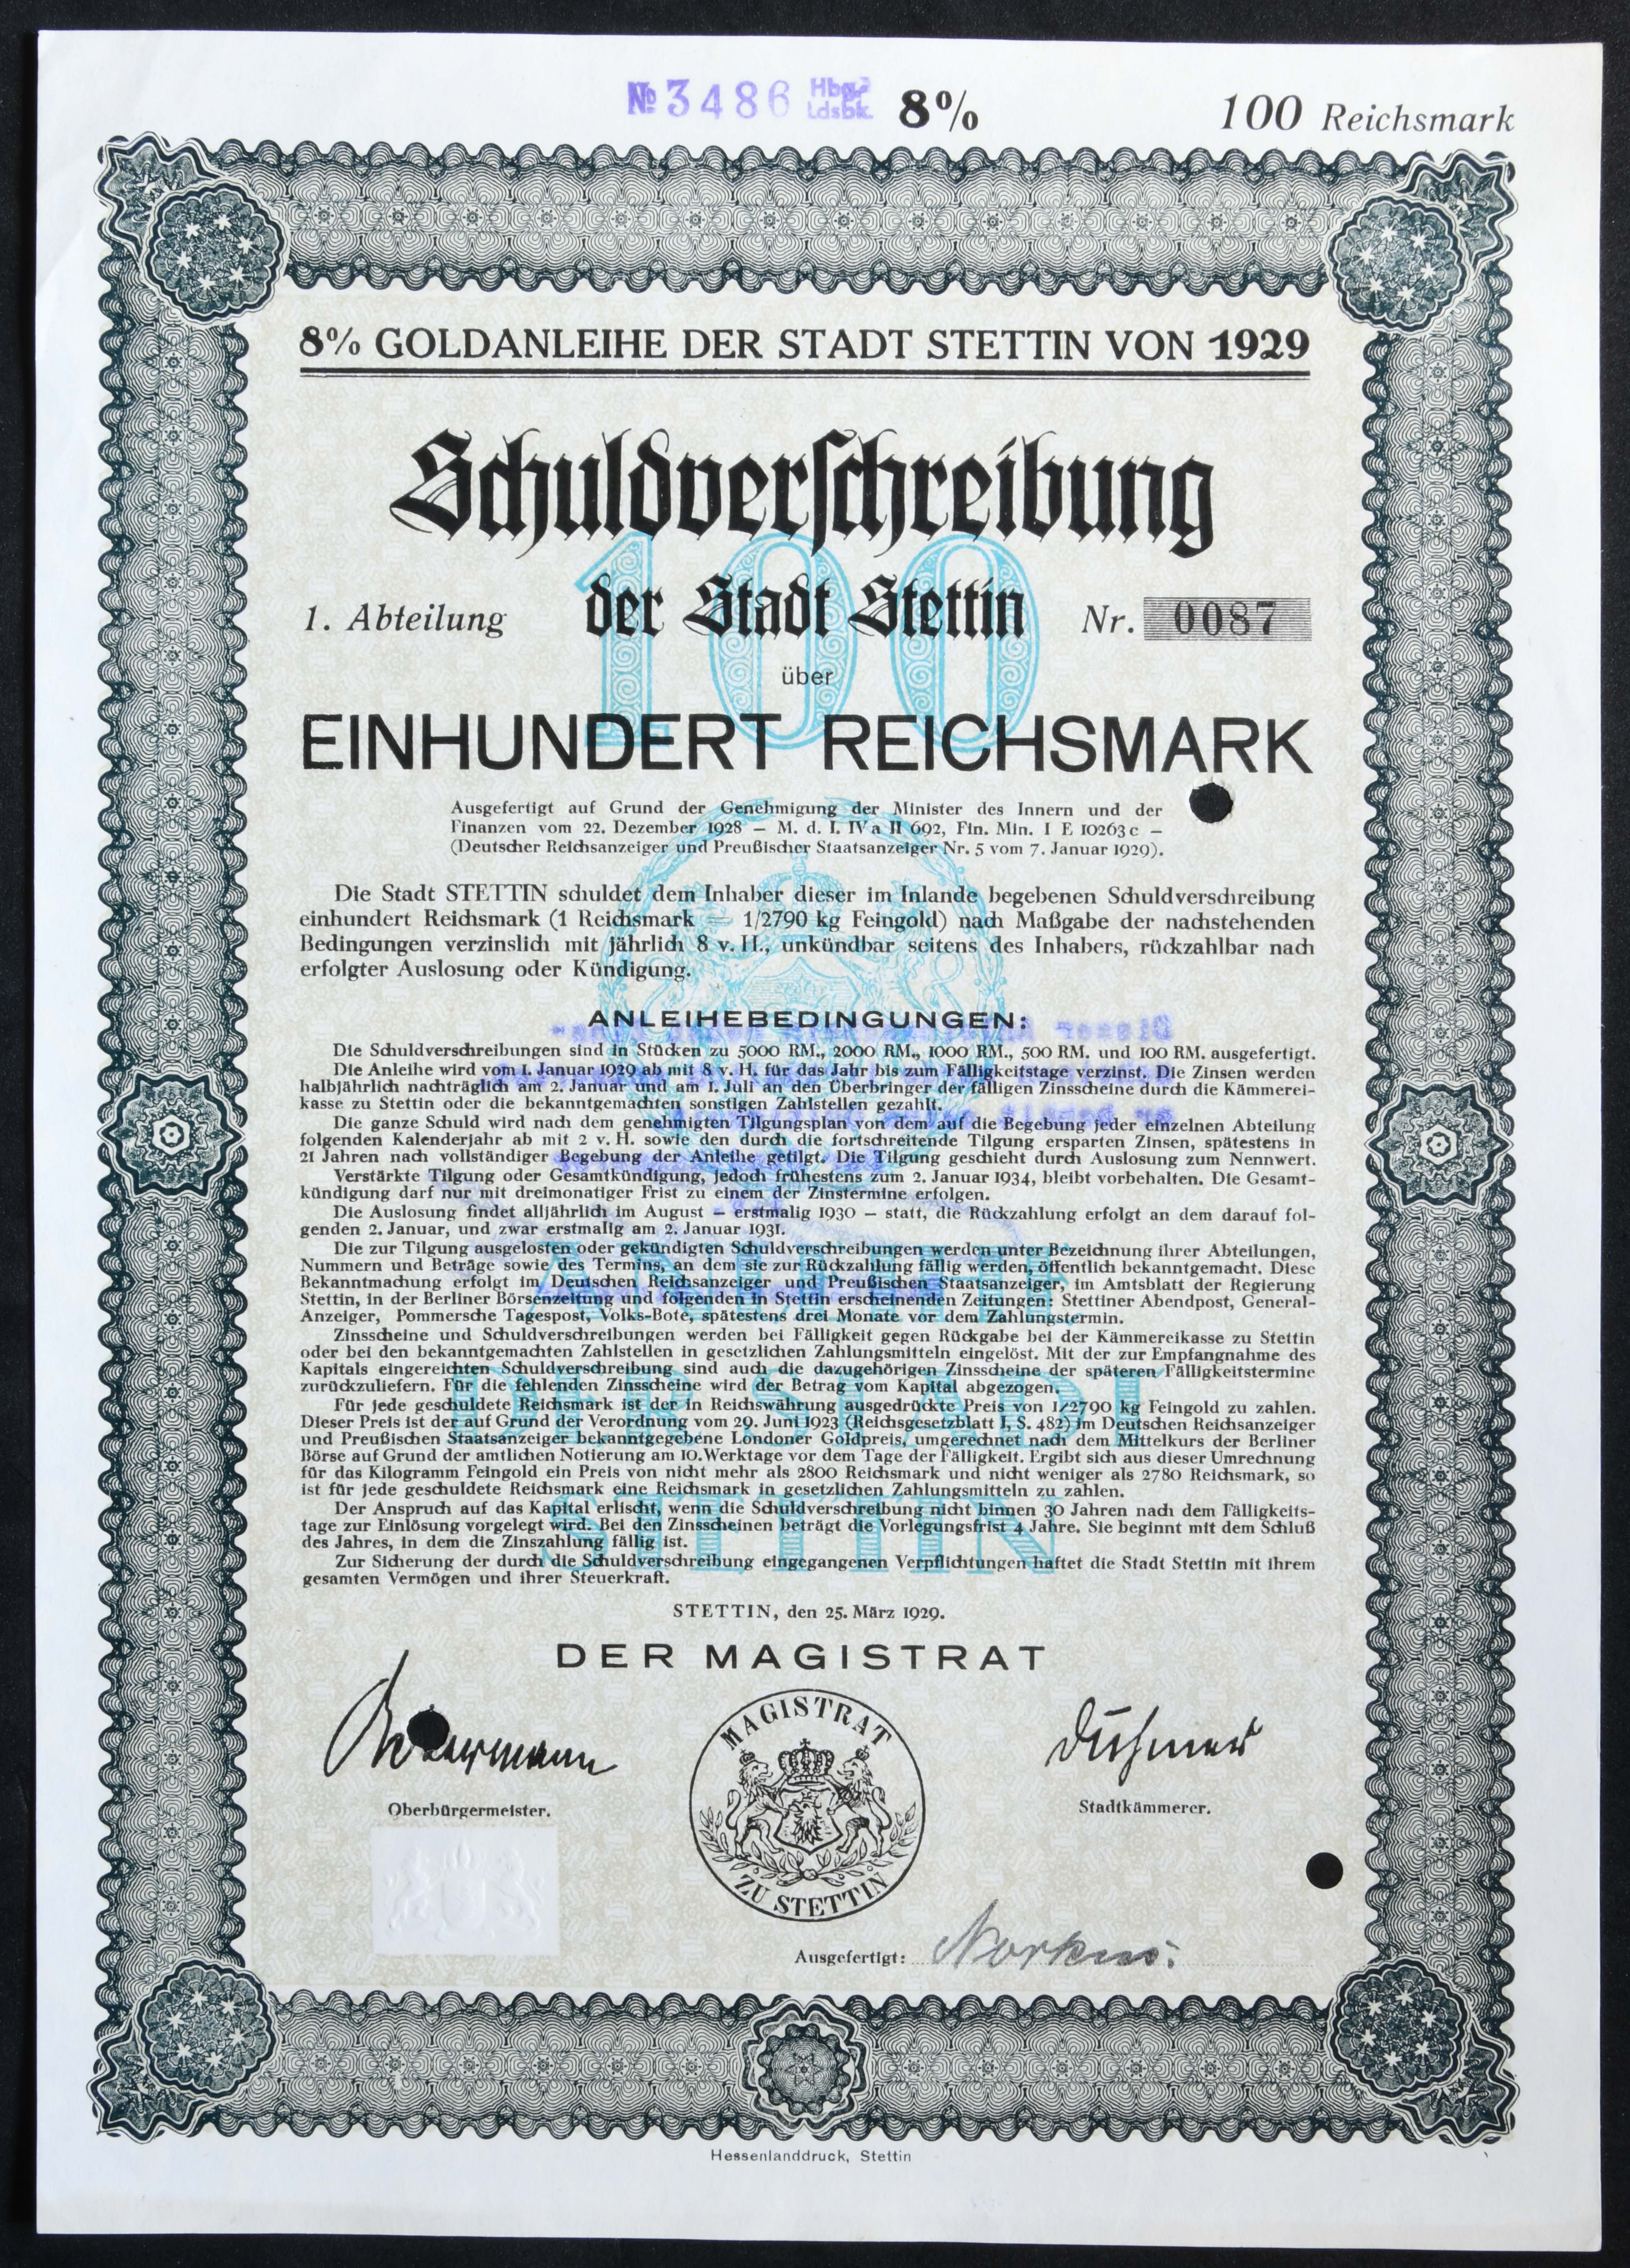 № 3486 Hbg. Ldsbk. 8% 100 Reichsmark
8% GOLDANLEIHE DER STADT STETTIN VON 1929
Schuldverschreibung
100
1. Abteilung der Stadt Stettin Nr. 0087
über
EINHUNDERT REICHSMARK
Ausgefertigt auf Grund der Genehmigung der Minister des Innern und der
Finanzen vom 22. Dezember 1928 — M. d. I. IV a II 692, Fin. Min. I E 10263 c —
(Deutscher Reichsanzeiger und Preußischer Staatsanzeiger Nr. 5 vom 7. Januar 1929).
Die Stadt STETTIN schuldet dem Inhaber dieser im Inlande begebenen Schuldverschreibung
einhundert Reichsmark (1 Reichsmark = 1/2790 kg Feingold) nach Maßgabe der nachstehenden
Bedingungen verzinslich mit jährlich 8 v. H., unkündbar seitens des Inhabers, rückzahlbar nach
erfolgter Auslosung oder Kündigung.
ANLEIHEBEDINGUNGEN:
Die Schuldverschreibungen sind in Stücken zu 5000 RM., 2000 RM., 1000 RM., 500 RM. und 100 RM. ausgefertigt.
Die Anleihe wird vom 1. Januar 1929 ab mit 8 v. H. für das Jahr bis zum Fälligkeitstage verzinst. Die Zinsen werden
halbjährlich nachträglich am 2. Januar und am 1. Juli an den Überbringer der fälligen Zinsscheine durch die Kämmerei-
kasse zu Stettin oder die bekanntgemachten sonstigen Zahlstellen gezahlt.
Die ganze Schuld wird nach dem genehmigten Tilgungsplan von dem auf die Begebung jeder einzelnen Abteilung
folgenden Kalenderjahr ab mit 2 v. H. sowie den durch die fortschreitende Tilgung ersparten Zinsen, spätestens in
21 Jahren nach vollständiger Begebung der Anleihe getilgt. Die Tilgung geschieht durch Auslosung zum Nennwert.
Verstärkte Tilgung oder Gesamtkündigung, jedoch frühestens zum 2. Januar 1934, bleibt vorbehalten. Die Gesamt-
kündigung darf nur mit dreimonatiger Frist zu einem der Zinstermine erfolgen.
Die Auslosung findet alljährlich im August — erstmalig 1930 — statt, die Rückzahlung erfolgt an dem darauf fol-
genden 2. Januar, und zwar erstmalig am 2. Januar 1931.
Die zur Tilgung ausgelosten oder gekündigten Schuldverschreibungen werden unter Bezeichnung ihrer Abteilungen,
Nummern und Beträge sowie des Termins, an dem sie zur Rückzahlung fällig werden, öffentlich bekanntgemacht. Diese
Bekanntmachung erfolgt im Deutschen Reichsanzeiger und Preußischen Staatsanzeiger, im Amtsblatt der Regierung
Stettin, in der Berliner Börsenzeitung und folgenden in Stettin erscheinenden Zeitungen: Stettiner Abendpost, General-
Anzeiger, Pommersche Tagespost, Volks-Bote, spätestens drei Monate vor dem Zahlungstermin.
Zinsscheine und Schuldverschreibungen werden bei Fälligkeit gegen Rückgabe bei der Kämmereikasse zu Stettin
oder bei den bekanntgemachten Zahlstellen in gesetzlichen Zahlungsmitteln eingelöst. Mit der zur Empfangnahme des
Kapitals eingereichten Schuldverschreibung sind auch die dazugehörigen Zinsscheine der späteren Fälligkeitstermine
zurückzuliefern. Für die fehlenden Zinsscheine wird der Betrag vom Kapital abgezogen.
Für jede geschuldete Reichsmark ist der in Reichswährung ausgedrückte Preis von 1/2790 kg Feingold zu zahlen.
Dieser Preis ist der auf Grund der Verordnung vom 29. Juni 1923 (Reichsgesetzblatt I, S. 482) im Deutschen Reichsanzeiger
und Preußischen Staatsanzeiger bekanntgegebene Londoner Goldpreis, umgerechnet nach dem Mittelkurs der Berliner
Börse auf Grund der amtlichen Notierung am 10. Werktage vor dem Tage der Fälligkeit. Ergibt sich aus dieser Umrechnung
für das Kilogramm Feingold ein Preis von nicht mehr als 2800 Reichsmark und nicht weniger als 2780 Reichsmark, so
ist für jede geschuldete Reichsmark eine Reichsmark in gesetzlichen Zahlungsmitteln zu zahlen.
Der Anspruch auf das Kapital erlischt, wenn die Schuldverschreibung nicht binnen 30 Jahren nach dem Fälligkeits-
tage zur Einlösung vorgelegt wird. Bei den Zinsscheinen beträgt die Vorlegungsfrist 4 Jahre. Sie beginnt mit dem Schluß
des Jahres, in dem die Zinszahlung fällig ist.
Zur Sicherung der durch die Schuldverschreibung eingegangenen Verpflichtungen haftet die Stadt Stettin mit ihrem
gesamten Vermögen und ihrer Steuerkraft.
ANLEIHE
DER STADT
STETTIN
STETTIN, den 25. März 1929.
DER MAGISTRAT
MAGISTRAT
ZU STETTIN
Oberbürgermeister. Stadtkämmerer.
Ausgefertigt: Norkus.
Hessenlanddruck, Stettin